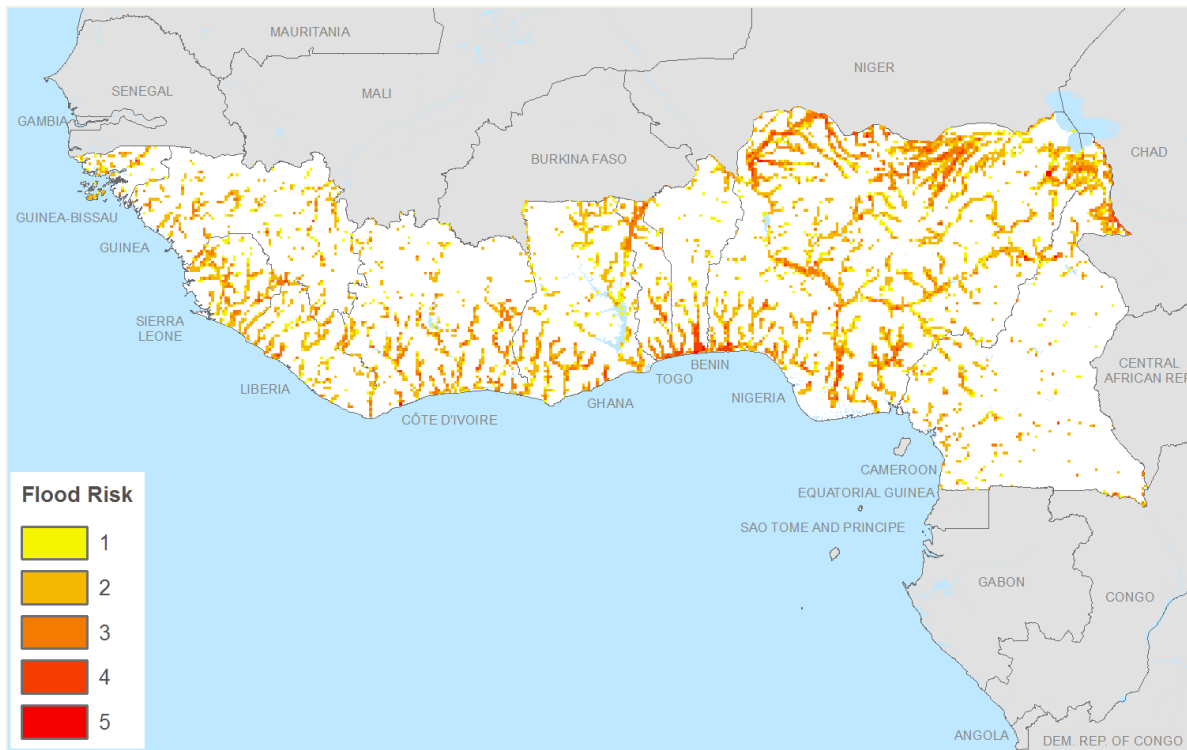 MAURITANIA
NIGER
SENEGAL
MALI
GAMBIA
CHAD
BURKINA FASO
GUINEA-BISSAU
GUINEA
SIERRA
LEONE
LIBERIA
CÔTE D'IVOIRE
GHANA
TOGO
BENIN
NIGERIA
CENTRAL
AFRICAN REP
CAMEROON
EQUATORIAL GUINEA
SAO TOME AND PRINCIPE
GABON
CONGO
ANGOLA
DEM. REP. OF CONGO
Flood Risk
1
2
3
4
5